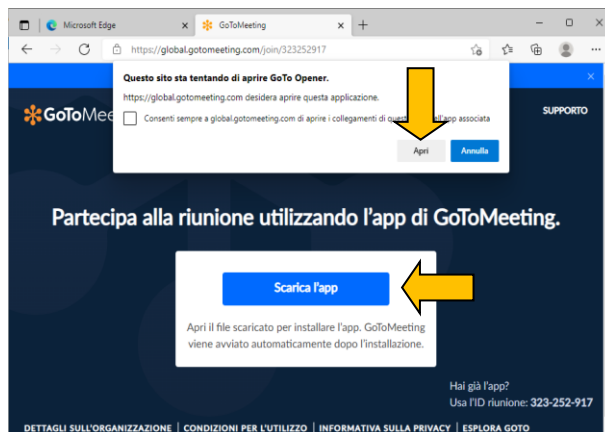 Microsoft Edge
GoToMeeting
https://global.gotomeeting.com/join/323252917
Questo sito sta tentando di aprire GoTo Opener.
https://global.gotomeeting.com desidera aprire questa applicazione.
Consenti sempre a global.gotomeeting.com di aprire i collegamenti di all'app associata
Apri Annulla
GoToMee
SUPPORTO
Partecipa alla riunione utilizzando l'app di GoToMeeting.
Scarica l'app
Apri il file scaricato per installare l'app. GoToMeeting
viene avviato automaticamente dopo l'installazione.
Hai già l'app?
Usa l'ID riunione: 323-252-917
DETTAGLI SULL'ORGANIZZAZIONE | CONDIZIONI PER L'UTILIZZO | INFORMATIVA SULLA PRIVACY | ESPLORA GOTO